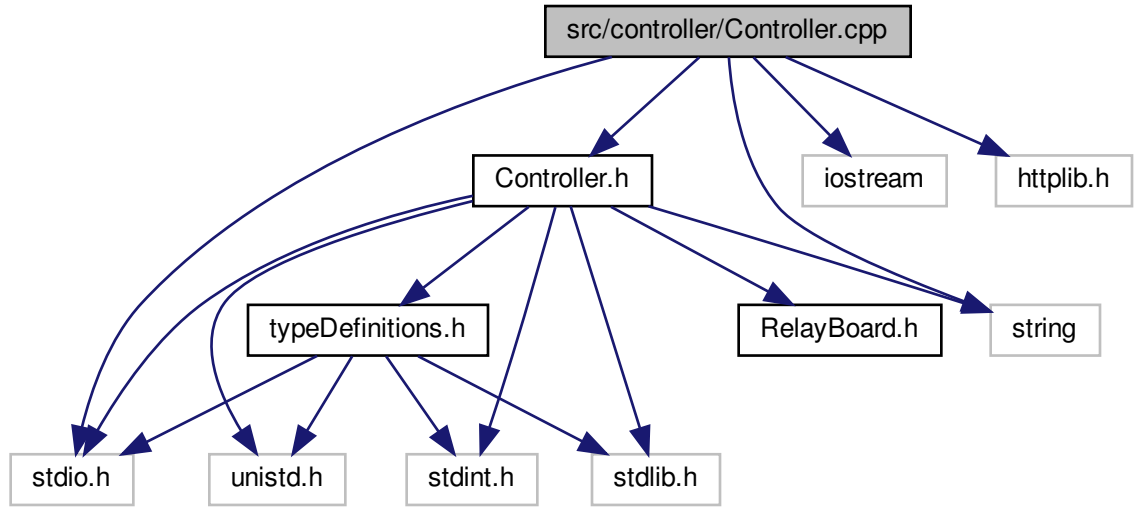 src/controller/Controller.cpp
Controller.h
iostream
httplib.h
typeDefinitions.h
RelayBoard.h
string
stdio.h
unistd.h
stdint.h
stdlib.h